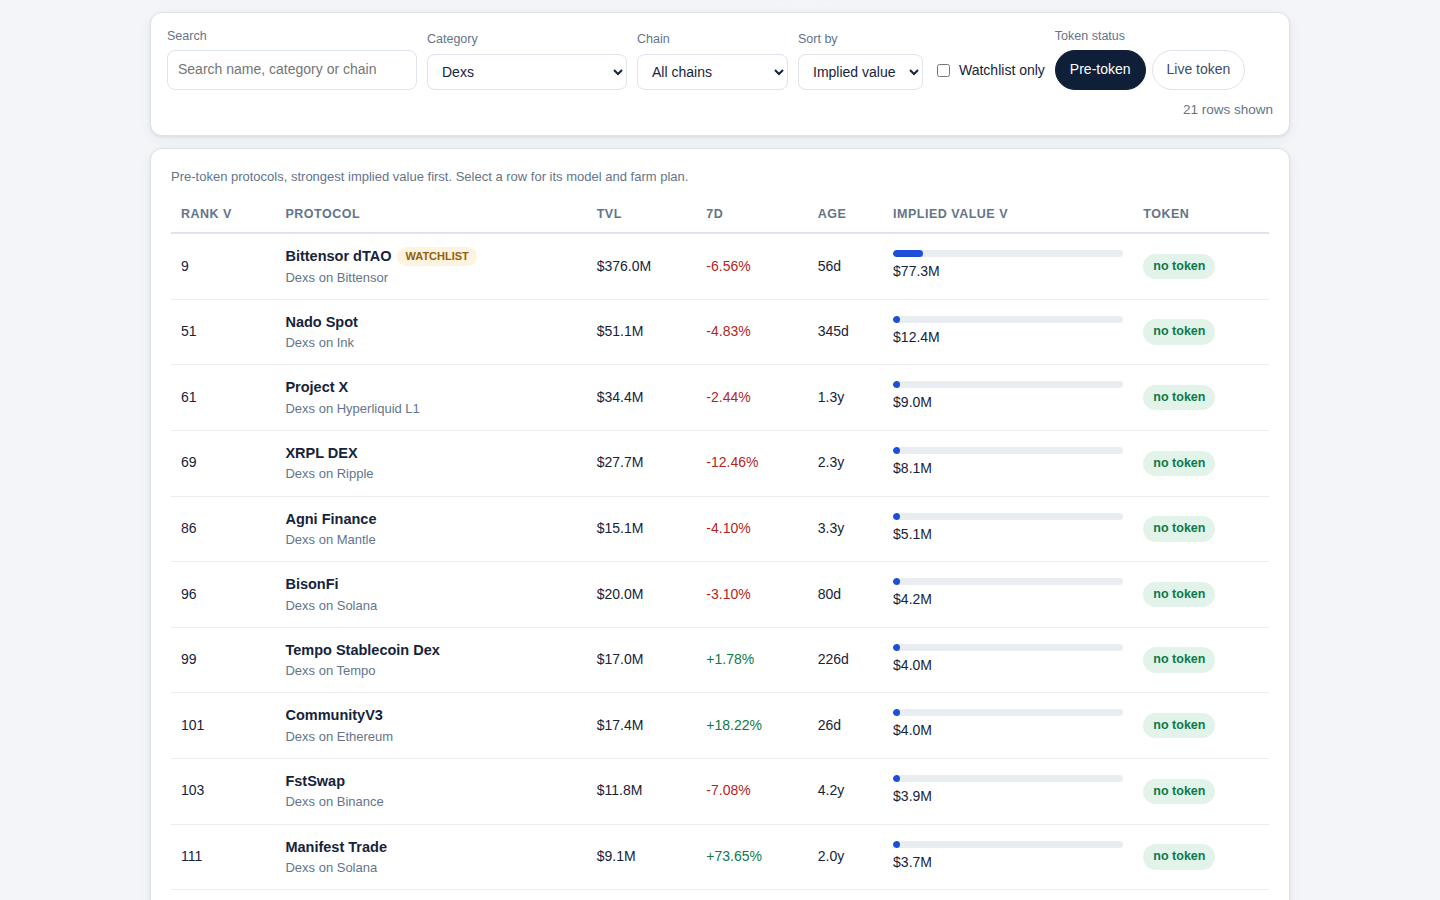 Search
Category
Chain
Sort by
Token status
Search name, category or chain
Dexs
All chains
Implied value
Watchlist only
Pre-token
Live token
21 rows shown
Pre-token protocols, strongest implied value first. Select a row for its model and farm plan.
RANK V PROTOCOL TVL 7D AGE IMPLIED VALUE V TOKEN
9 Bittensor dTAO WATCHLIST $376.0M -6.56% 56d $77.3M no token
Dexs on Bittensor
51 Nado Spot $51.1M -4.83% 345d $12.4M no token
Dexs on Ink
61 Project X $34.4M -2.44% 1.3y $9.0M no token
Dexs on Hyperliquid L1
69 XRPL DEX $27.7M -12.46% 2.3y $8.1M no token
Dexs on Ripple
86 Agni Finance $15.1M -4.10% 3.3y $5.1M no token
Dexs on Mantle
96 BisonFi $20.0M -3.10% 80d $4.2M no token
Dexs on Solana
99 Tempo Stablecoin Dex $17.0M +1.78% 226d $4.0M no token
Dexs on Tempo
101 CommunityV3 $17.4M +18.22% 26d $4.0M no token
Dexs on Ethereum
103 FstSwap $11.8M -7.08% 4.2y $3.9M no token
Dexs on Binance
111 Manifest Trade $9.1M +73.65% 2.0y $3.7M no token
Dexs on Solana